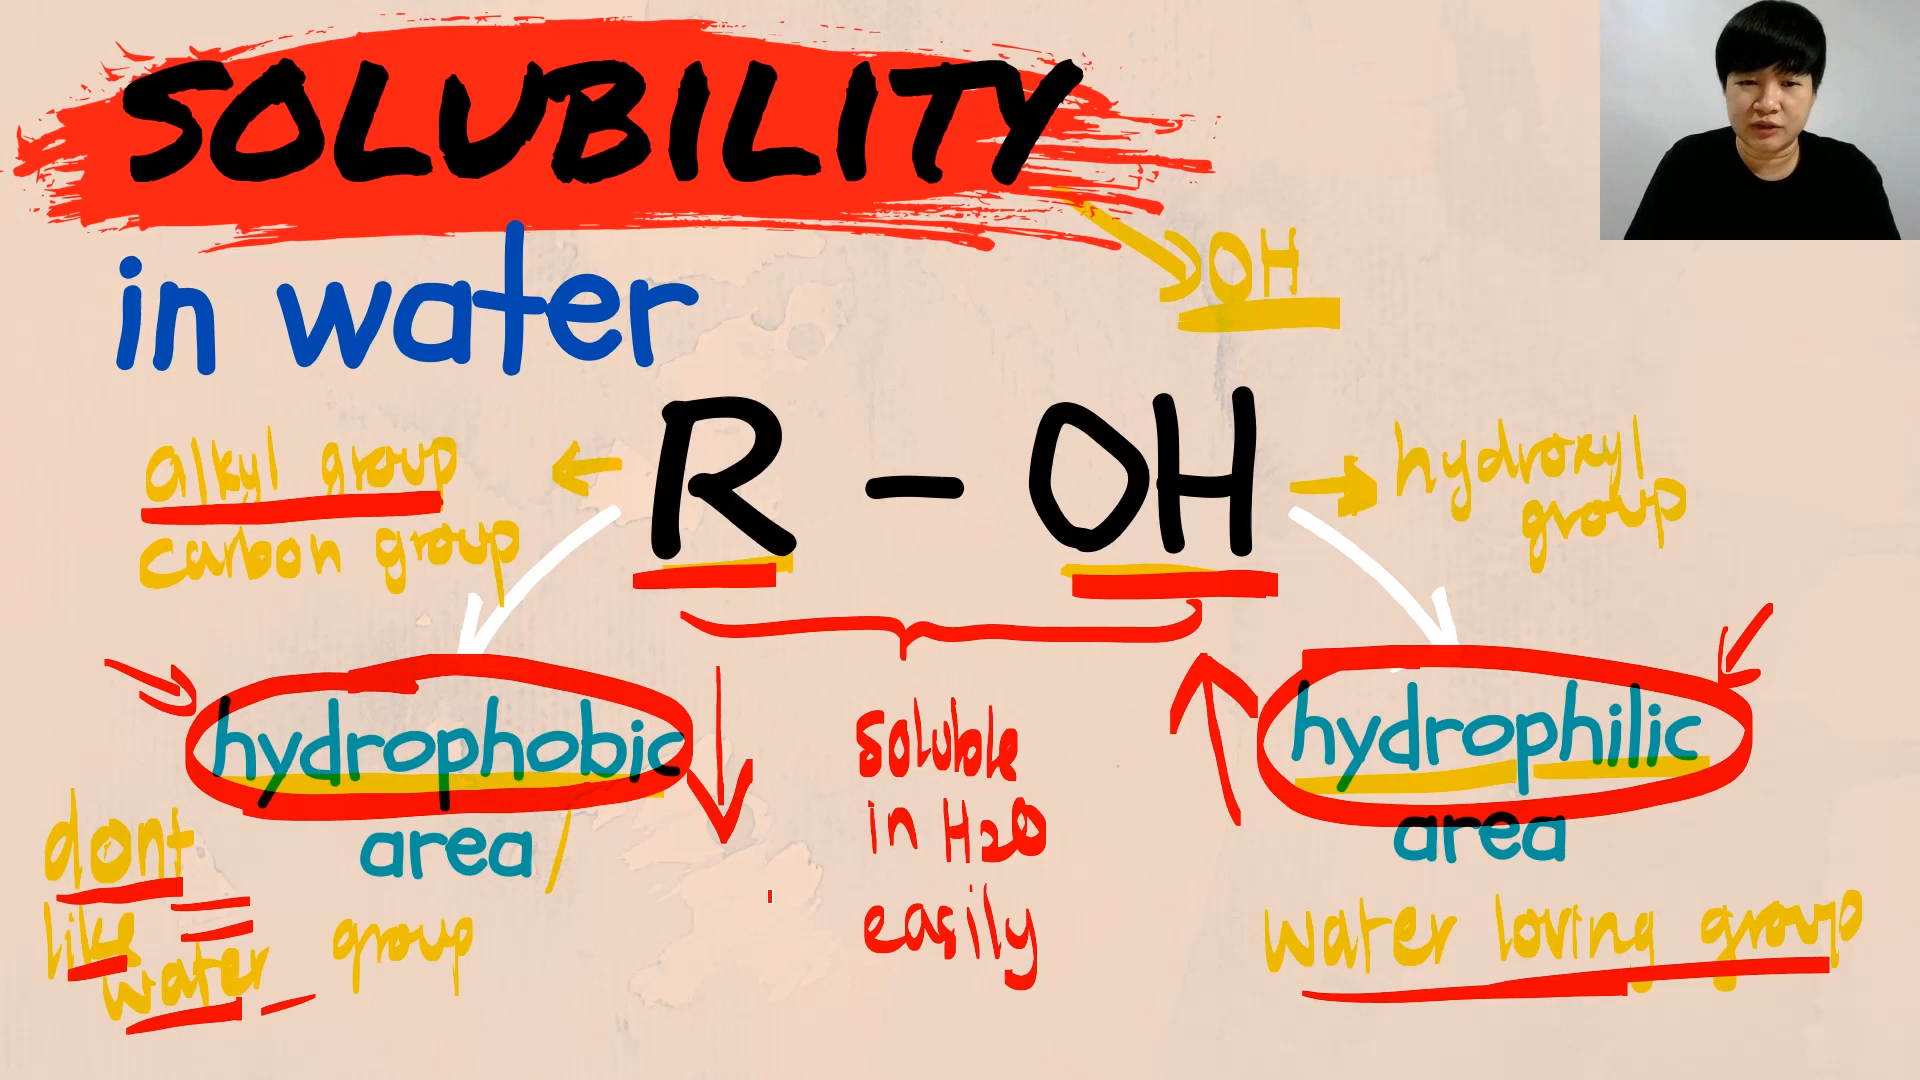 SOLUBILITY
in water
OH
R - OH
alkyl group
carbon group
hydroxyl
group
hydrophobic
area
hydrophilic
area
soluble
in H2O
easily
dont
like
water group
water loving group